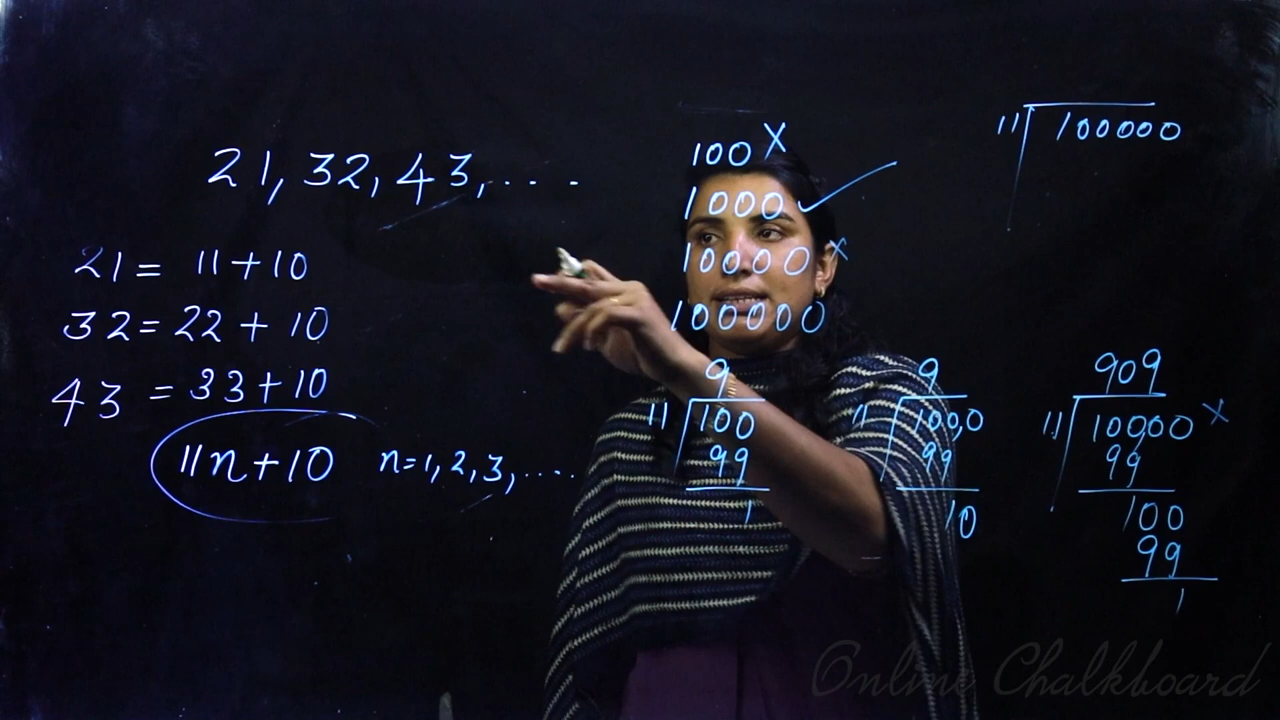 21, 32, 43, ....
21 = 11 + 10
32 = 22 + 10
43 = 33 + 10
11n + 10   n = 1, 2, 3, ....
100 X
1000 ✓
10000 x
100000
9
11 100
99
1
9
11 1000
99
10
909
11 10000 x
99
100
99
1
11 100000
Online Chalkboard